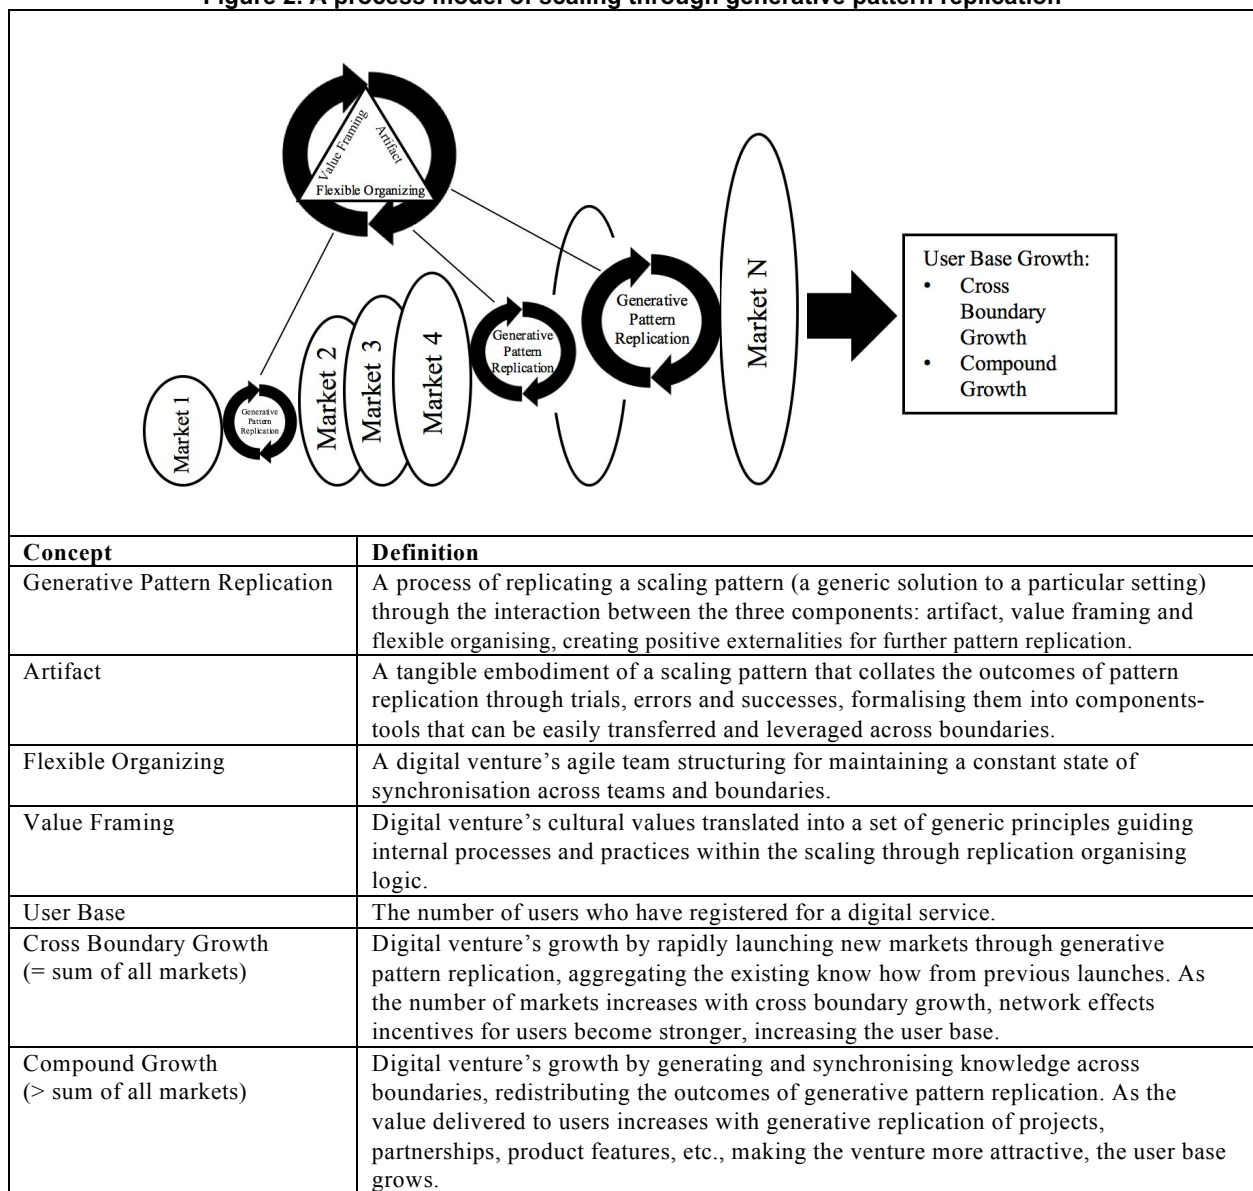 Figure 2. A process model of scaling through generative pattern replication
Value Framing
Artifact
Flexible Organizing
Market 1
Generative
Pattern
Replication
Market 2
Market 3
Market 4
Generative
Pattern
Replication
Generative
Pattern
Replication
Market N
User Base Growth:
• Cross
Boundary
Growth
• Compound
Growth
Concept Definition
Generative Pattern Replication A process of replicating a scaling pattern (a generic solution to a particular setting)
through the interaction between the three components: artifact, value framing and
flexible organising, creating positive externalities for further pattern replication.
Artifact A tangible embodiment of a scaling pattern that collates the outcomes of pattern
replication through trials, errors and successes, formalising them into components-
tools that can be easily transferred and leveraged across boundaries.
Flexible Organizing A digital venture's agile team structuring for maintaining a constant state of
synchronisation across teams and boundaries.
Value Framing Digital venture's cultural values translated into a set of generic principles guiding
internal processes and practices within the scaling through replication organising
logic.
User Base The number of users who have registered for a digital service.
Cross Boundary Growth Digital venture's growth by rapidly launching new markets through generative
(= sum of all markets) pattern replication, aggregating the existing know how from previous launches. As
the number of markets increases with cross boundary growth, network effects
incentives for users become stronger, increasing the user base.
Compound Growth Digital venture's growth by generating and synchronising knowledge across
(> sum of all markets) boundaries, redistributing the outcomes of generative pattern replication. As the
value delivered to users increases with generative replication of projects,
partnerships, product features, etc., making the venture more attractive, the user base
grows.